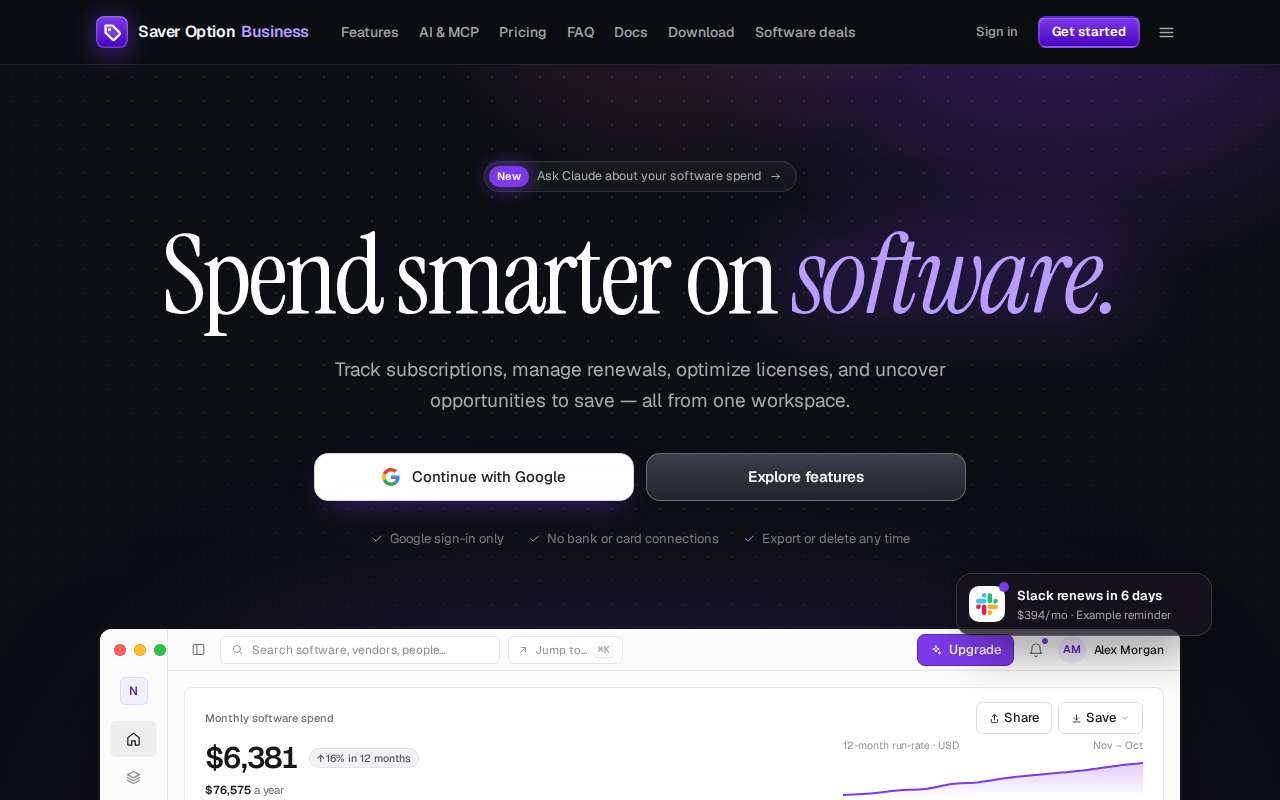 Saver Option Business
Features
AI & MCP
Pricing
FAQ
Docs
Download
Software deals
Sign in
Get started
New Ask Claude about your software spend →
Spend smarter on software.
Track subscriptions, manage renewals, optimize licenses, and uncover
opportunities to save — all from one workspace.
Continue with Google
Explore features
Google sign-in only
No bank or card connections
Export or delete any time
Slack renews in 6 days
$394/mo · Example reminder
Search software, vendors, people…
Jump to… ⌘K
Upgrade
AM
Alex Morgan
N
Monthly software spend
Share
Save
$6,381
↑16% in 12 months
12-month run-rate · USD
Nov – Oct
$76,575 a year